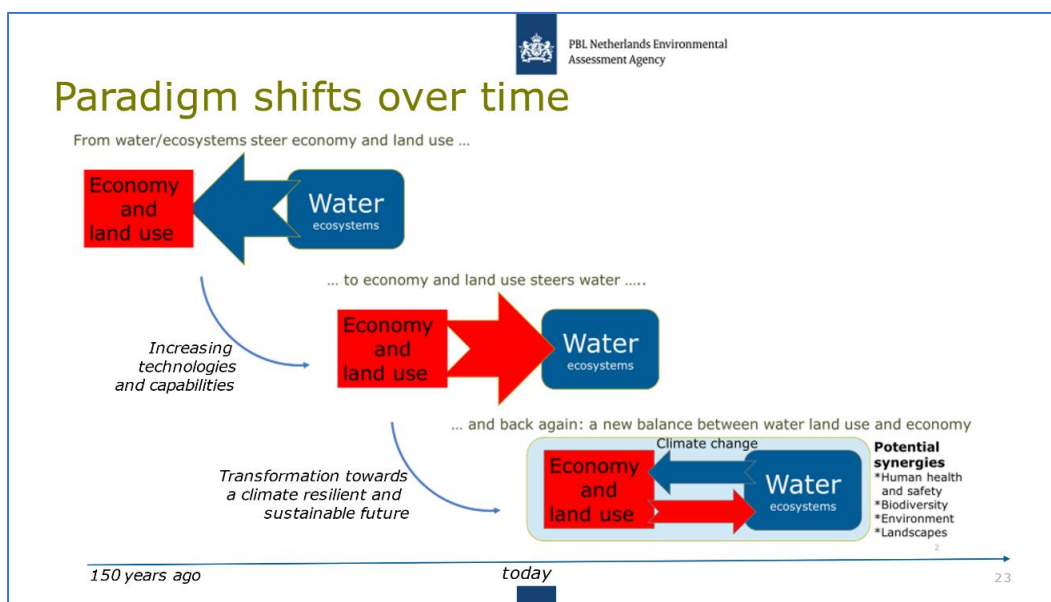 PBL Netherlands Environmental
Assessment Agency
Paradigm shifts over time
From water/ecosystems steer economy and land use ...
Economy
and
land use
Water
ecosystems
... to economy and land use steers water .....
Economy
and
land use
Water
ecosystems
Increasing
technologies
and capabilities
... and back again: a new balance between water land use and economy
Climate change
Economy
and
land use
Water
ecosystems
Potential
synergies
*Human health
and safety
*Biodiversity
*Environment
*Landscapes
2
Transformation towards
a climate resilient and
sustainable future
150 years ago
today
23